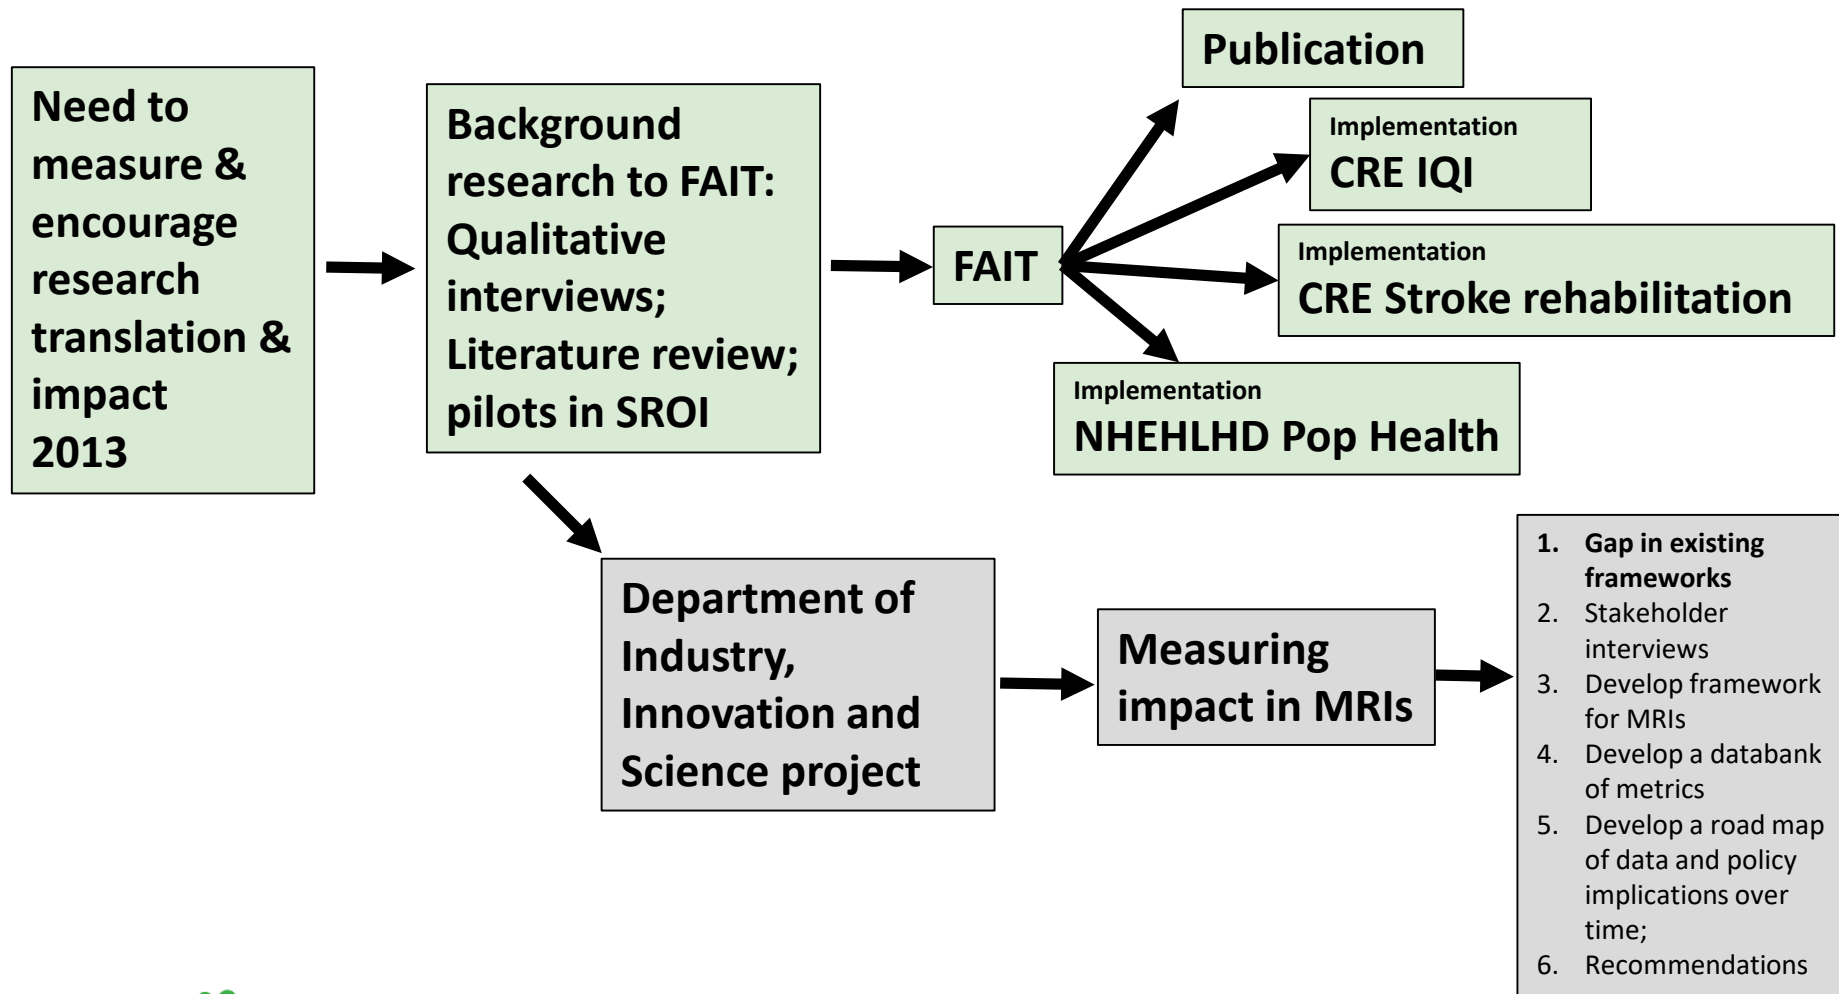 Need to
measure &
encourage
research
translation &
impact
2013
Background
research to FAIT:
Qualitative
interviews;
Literature review;
pilots in SROI
FAIT
Publication
Implementation
CRE IQI
Implementation
CRE Stroke rehabilitation
Implementation
NHEHLHD Pop Health
Department of
Industry,
Innovation and
Science project
Measuring
impact in MRIs
1. Gap in existing
frameworks
2. Stakeholder
interviews
3. Develop framework
for MRIs
4. Develop a databank
of metrics
5. Develop a road map
of data and policy
implications over
time;
6. Recommendations